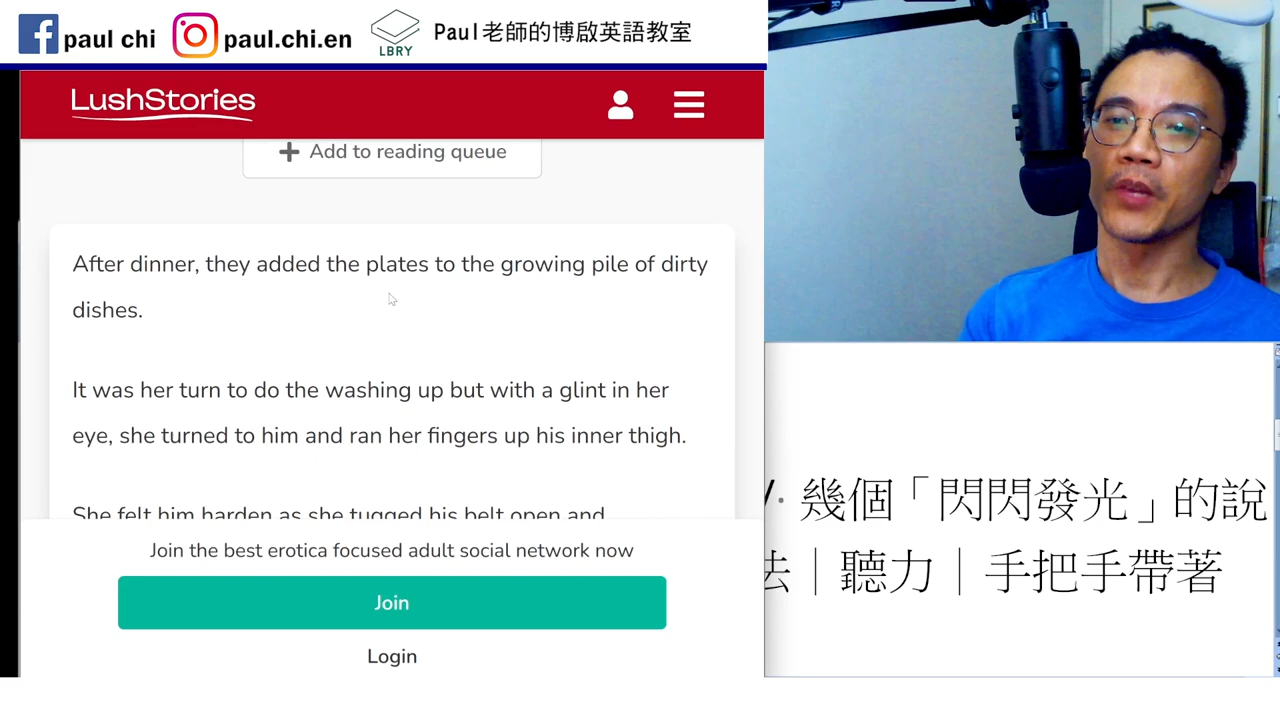 paul chi
paul.chi.en
LBRY
Paul老師的博啟英語教室
LushStories
Add to reading queue
After dinner, they added the plates to the growing pile of dirty
dishes.
It was her turn to do the washing up but with a glint in her
eye, she turned to him and ran her fingers up his inner thigh.
She felt him harden as she tugged his belt open and
Join the best erotica focused adult social network now
Join
Login
幾個「閃閃發光」的說
法｜聽力｜手把手帶著